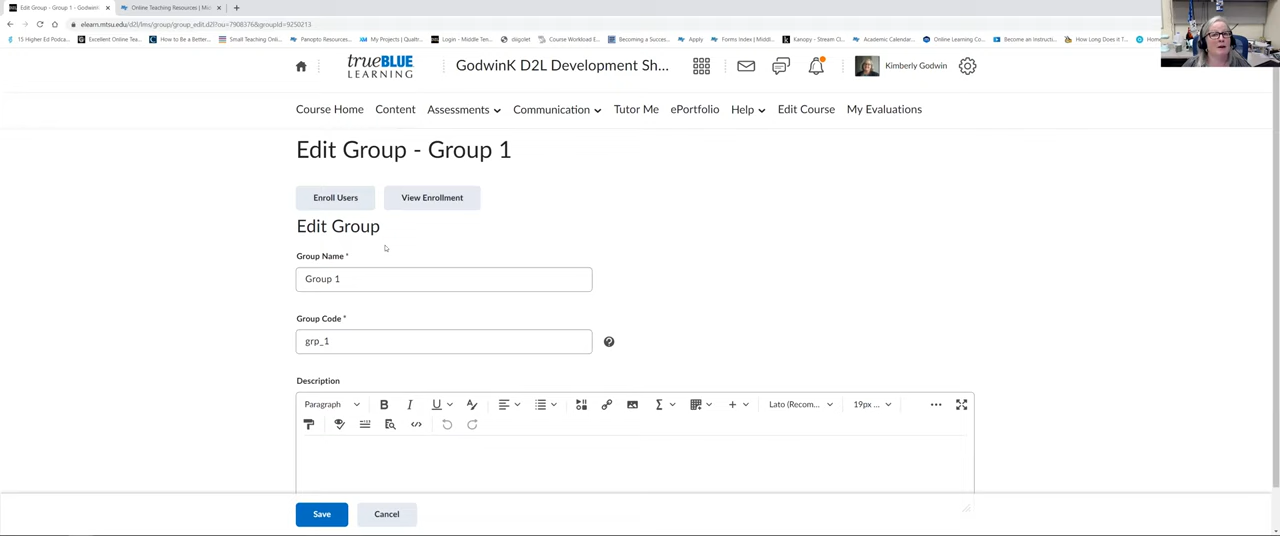 Edit Group - Group 1 - Godwink
Online Teaching Resources | Mid
elearn.mtsu.edu/d2l/lms/group/group_edit.d2l?ou=7908376&groupId=9250213
15 Higher Ed Podca... Excellent Online Tea... How to Be a Better... Small Teaching Onli... Panopto Resources... My Projects | Quattr... Login - Middle Ten... diigolet Course Workload E... Becoming a Succes... Apply Forms Index | Middl... Kanopy - Stream Cl... Academic Calendar... Online Learning Co... Become an Instructi... How Long Does it T... Home
trueBLUE
LEARNING
Godwink D2L Development Sh...
Kimberly Godwin
Course Home Content Assessments Communication Tutor Me ePortfolio Help Edit Course My Evaluations
Edit Group - Group 1
Enroll Users View Enrollment
Edit Group
Group Name *
Group 1
Group Code *
grp_1
Description
Paragraph B I U Lato (Recom... 19px ...
Save Cancel